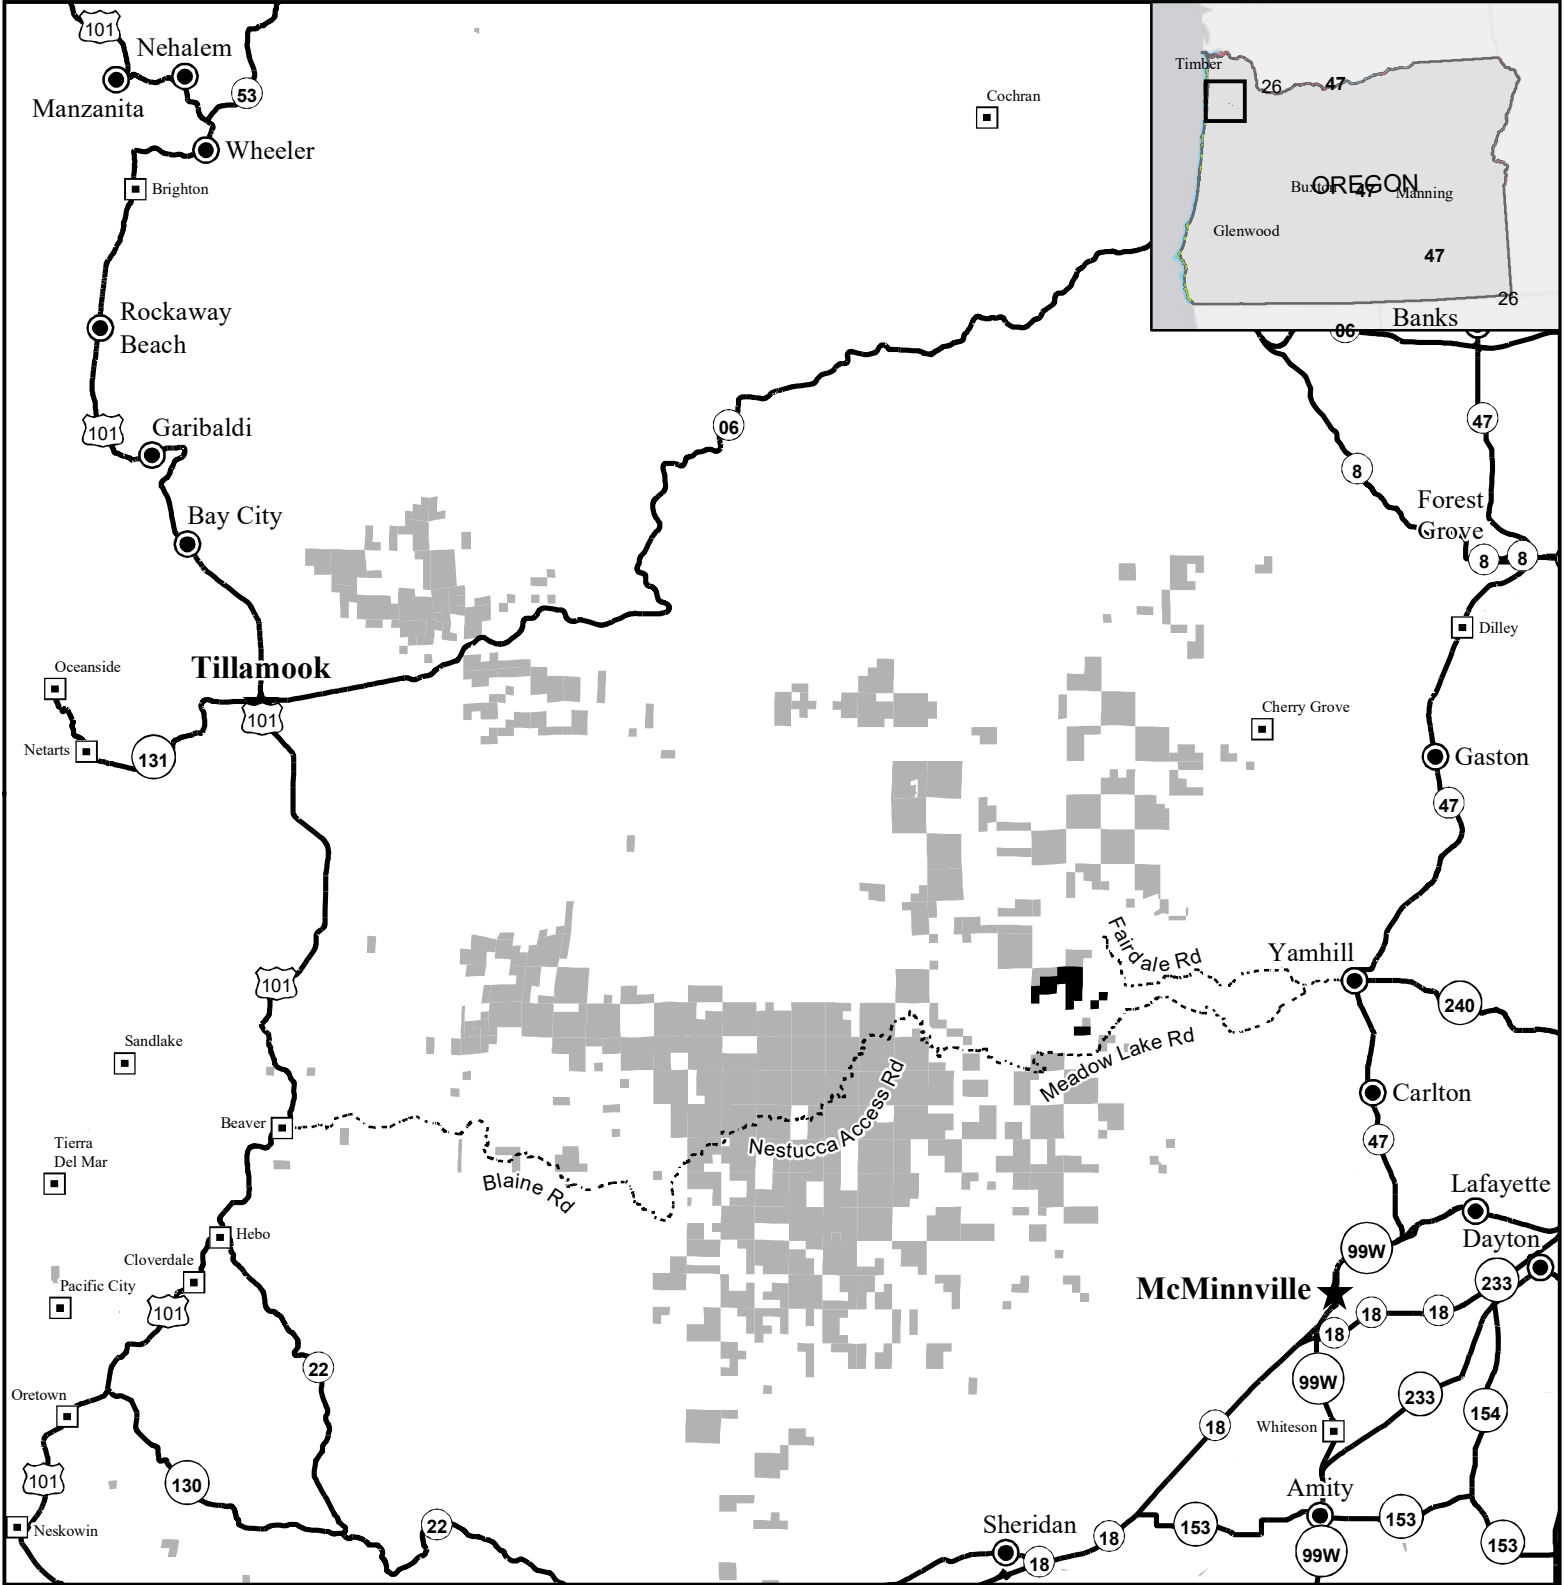 101
Nehalem
Manzanita
53
Wheeler
Cochran
Timber
26
47
Brighton
Buxton
OREGON
47
Manning
Glenwood
47
26
Rockaway
Beach
Banks
06
101
Garibaldi
06
47
8
Forest
Grove
8
8
Bay City
Dilley
Tillamook
Oceanside
101
Netarts
131
Cherry Grove
Gaston
47
Fairdale Rd
Yamhill
101
240
Sandlake
Meadow Lake Rd
Nestucca Access Rd
Carlton
Beaver
47
Tierra
Del Mar
Blaine Rd
Lafayette
Hebo
99W
Dayton
Cloverdale
233
Pacific City
McMinnville
101
18
18
18
22
99W
Oretown
233
154
18
Whiteson
101
130
Amity
Neskowin
22
Sheridan
18
153
153
153
18
99W